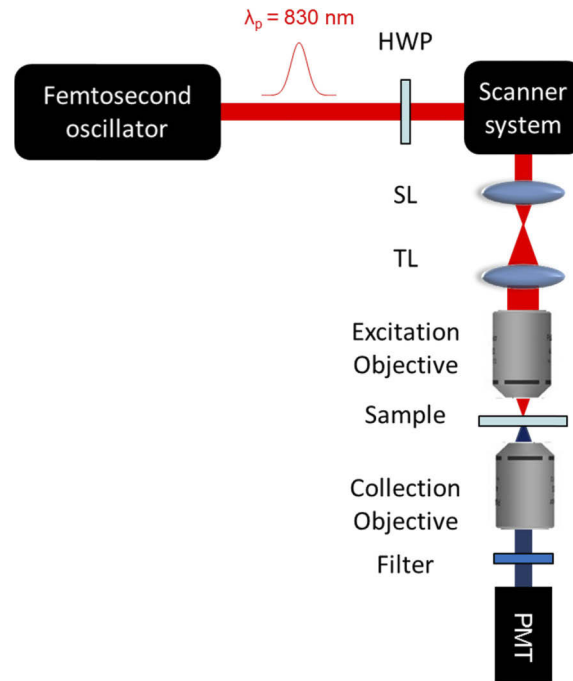 λp = 830 nm
HWP
Femtosecond
oscillator
Scanner
system
SL
TL
Excitation
Objective
Sample
Collection
Objective
Filter
PMT